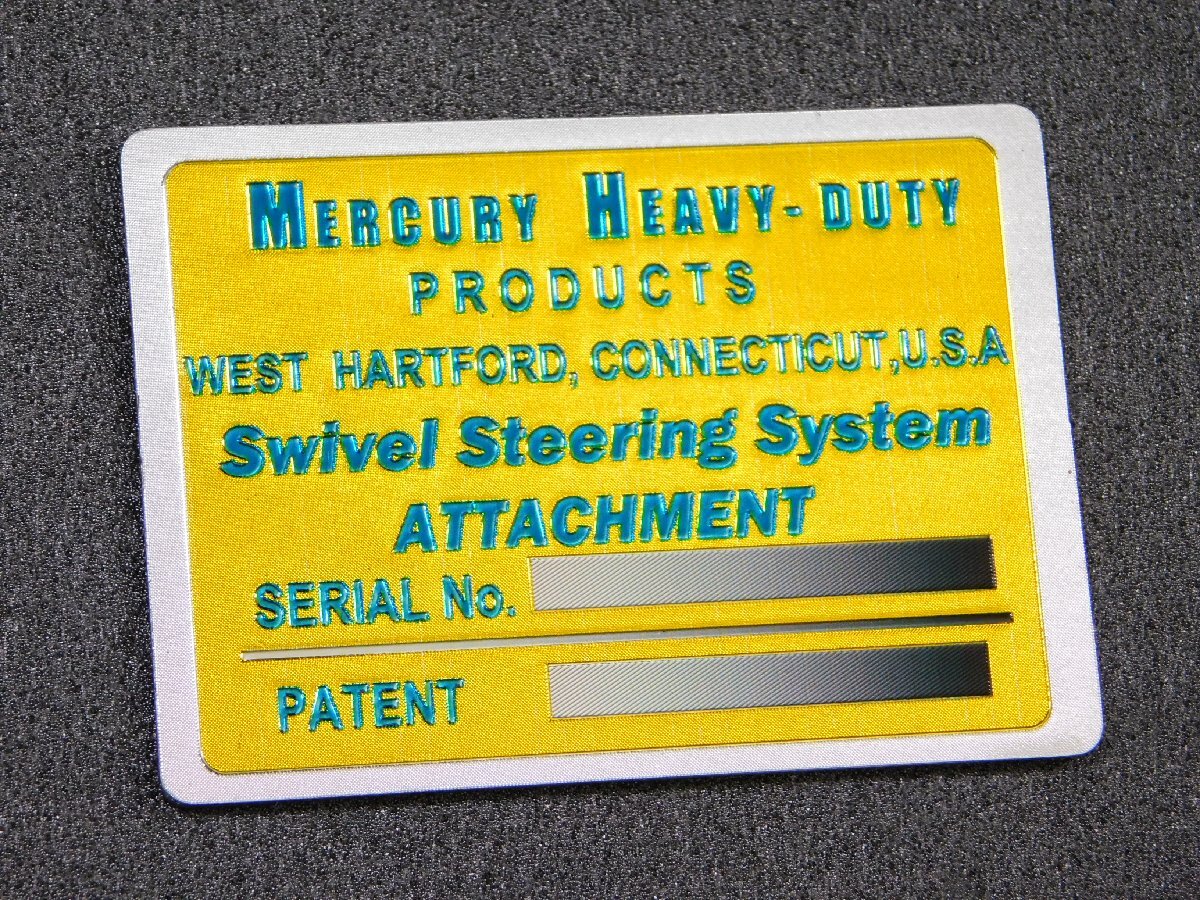 MERCURY HEAVY-DUTY
PRODUCTS
WEST HARTFORD, CONNECTICUT,U.S.A
Swivel Steering System
ATTACHMENT
SERIAL No.
PATENT